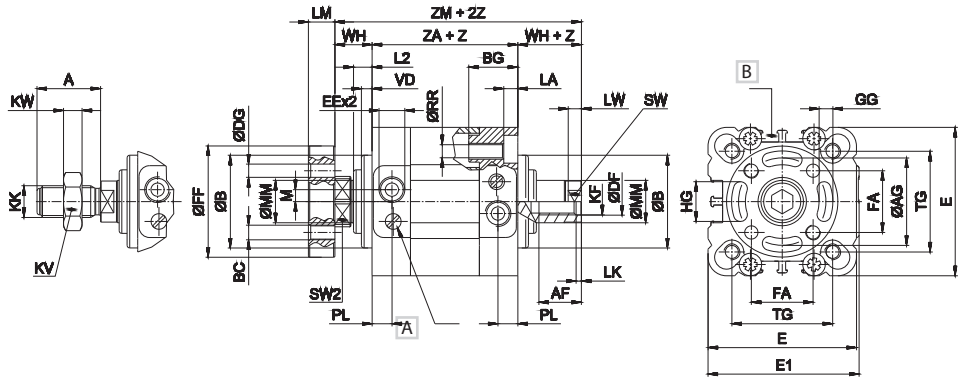 LM
ZM + 2Z
WH
ZA + Z
WH + Z
L2
BG
VD
LA
EEx2
ØRR
LW
SW
A
KW
KK
KV
ØDG
ØFF
ØB
ØMM
M
BC
SW2
PL
A
KF
ØDF
ØMM
ØB
LK
AF
PL
B
GG
HG
FA
ØAG
TG
E
FA
TG
E
E1